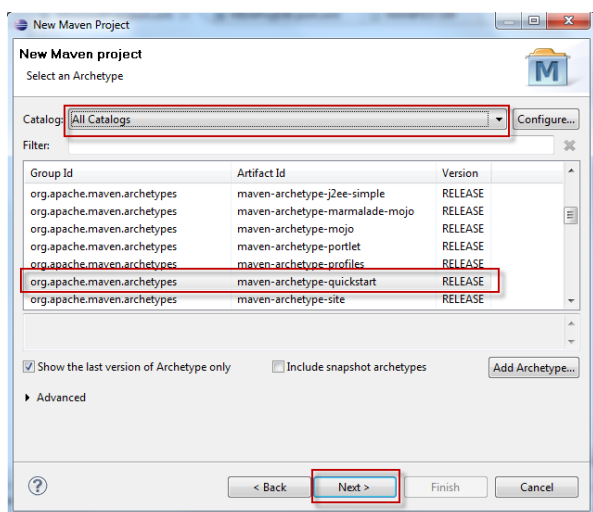 New Maven Project
New Maven project
Select an Archetype
M
Catalog: All Catalogs Configure...
Filter:
Group Id Artifact Id Version
org.apache.maven.archetypes maven-archetype-j2ee-simple RELEASE
org.apache.maven.archetypes maven-archetype-marmalade-mojo RELEASE
org.apache.maven.archetypes maven-archetype-mojo RELEASE
org.apache.maven.archetypes maven-archetype-portlet RELEASE
org.apache.maven.archetypes maven-archetype-profiles RELEASE
org.apache.maven.archetypes maven-archetype-quickstart RELEASE
org.apache.maven.archetypes maven-archetype-site RELEASE
Show the last version of Archetype only Include snapshot archetypes Add Archetype...
Advanced
? < Back Next > Finish Cancel